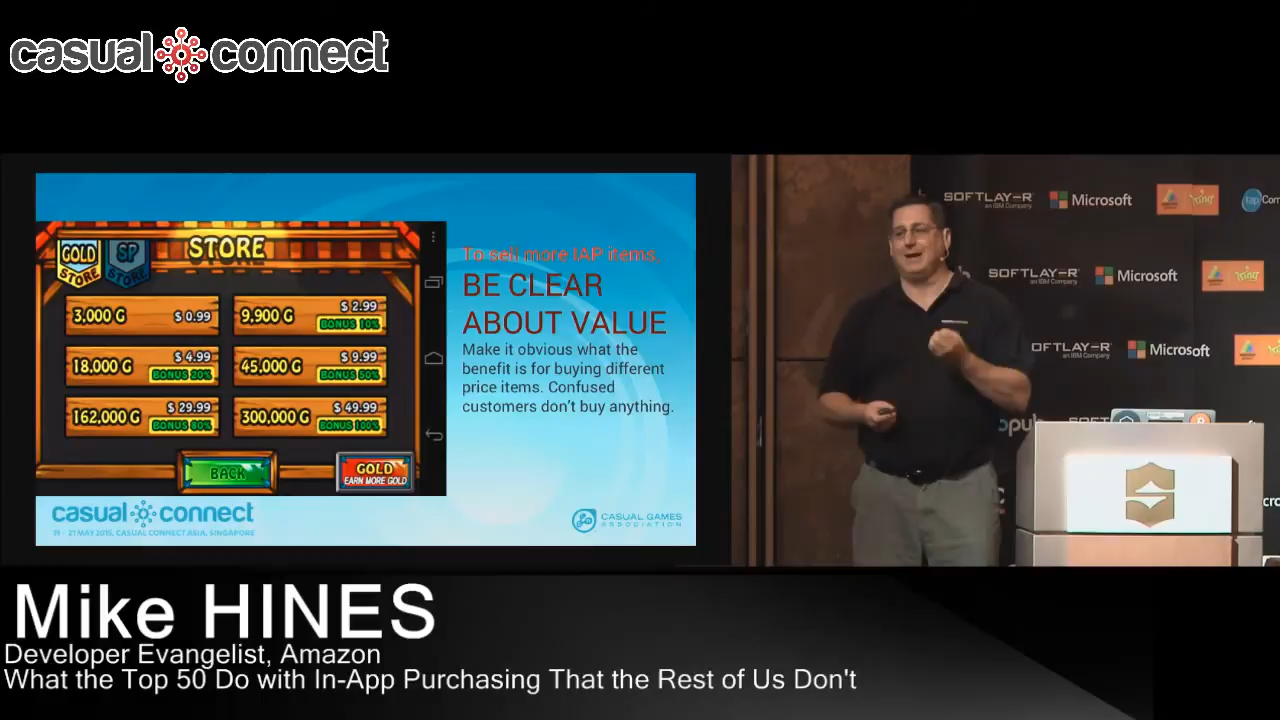 casual connect
SOFTLAY-R
an IBM Company
Microsoft
SOFTLAY-R
an IBM Company
Microsoft
OFTLAY-R
an IBM Company
Microsoft
GOLD
STORE
SP
STORE
STORE
3,000 G
$ 0.99
9,900 G
$ 2.99
BONUS 10%
18,000 G
$ 4.99
BONUS 20%
45,000 G
$ 9.99
BONUS 50%
162,000 G
$ 29.99
BONUS 80%
300,000 G
$ 49.99
BONUS 100%
BACK
GOLD
EARN MORE GOLD
To sell more IAP items,
BE CLEAR
ABOUT VALUE
Make it obvious what the
benefit is for buying different
price items. Confused
customers don't buy anything.
casual connect
19 - 21 MAY 2015, CASUAL CONNECT ASIA, SINGAPORE
CASUAL GAMES
ASSOCIATION
Mike HINES
Developer Evangelist, Amazon
What the Top 50 Do with In-App Purchasing That the Rest of Us Don't